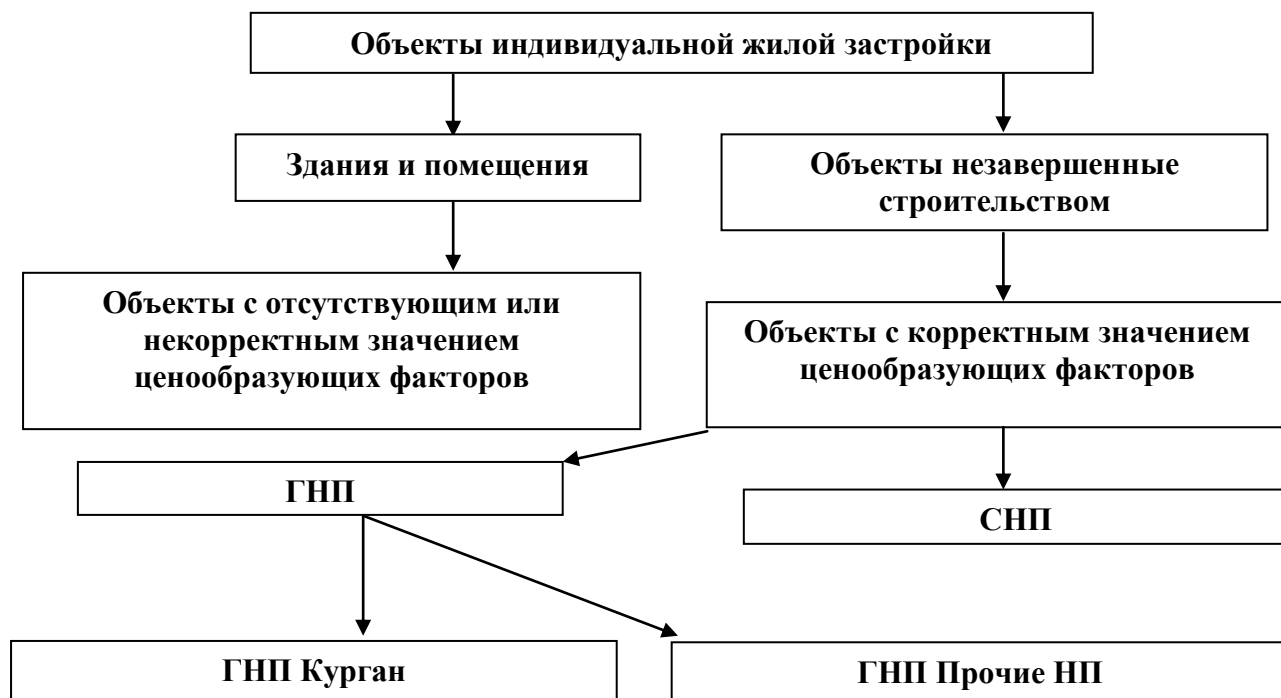 Объекты индивидуальной жилой застройки
Здания и помещения
Объекты незавершенные
строительством
Объекты с отсутствующим или
некорректным значением
ценообразующих факторов
Объекты с корректным значением
ценообразующих факторов
ГНП
СНП
ГНП Курган
ГНП Прочие НП